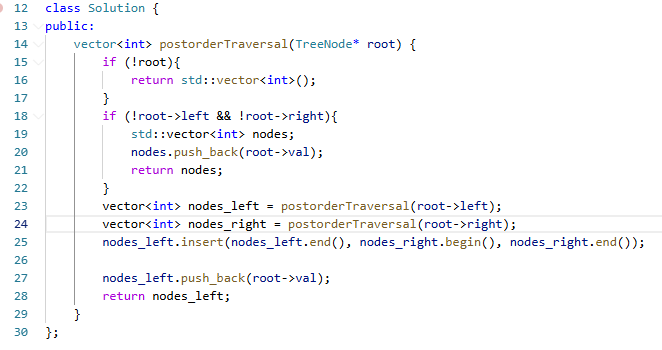 12 class Solution {
13 public:
14     vector<int> postorderTraversal(TreeNode* root) {
15         if (!root){
16             return std::vector<int>();
17         }
18         if (!root->left && !root->right){
19             std::vector<int> nodes;
20             nodes.push_back(root->val);
21             return nodes;
22         }
23         vector<int> nodes_left = postorderTraversal(root->left);
24         vector<int> nodes_right = postorderTraversal(root->right);
25         nodes_left.insert(nodes_left.end(), nodes_right.begin(), nodes_right.end());
26
27         nodes_left.push_back(root->val);
28         return nodes_left;
29     }
30 };